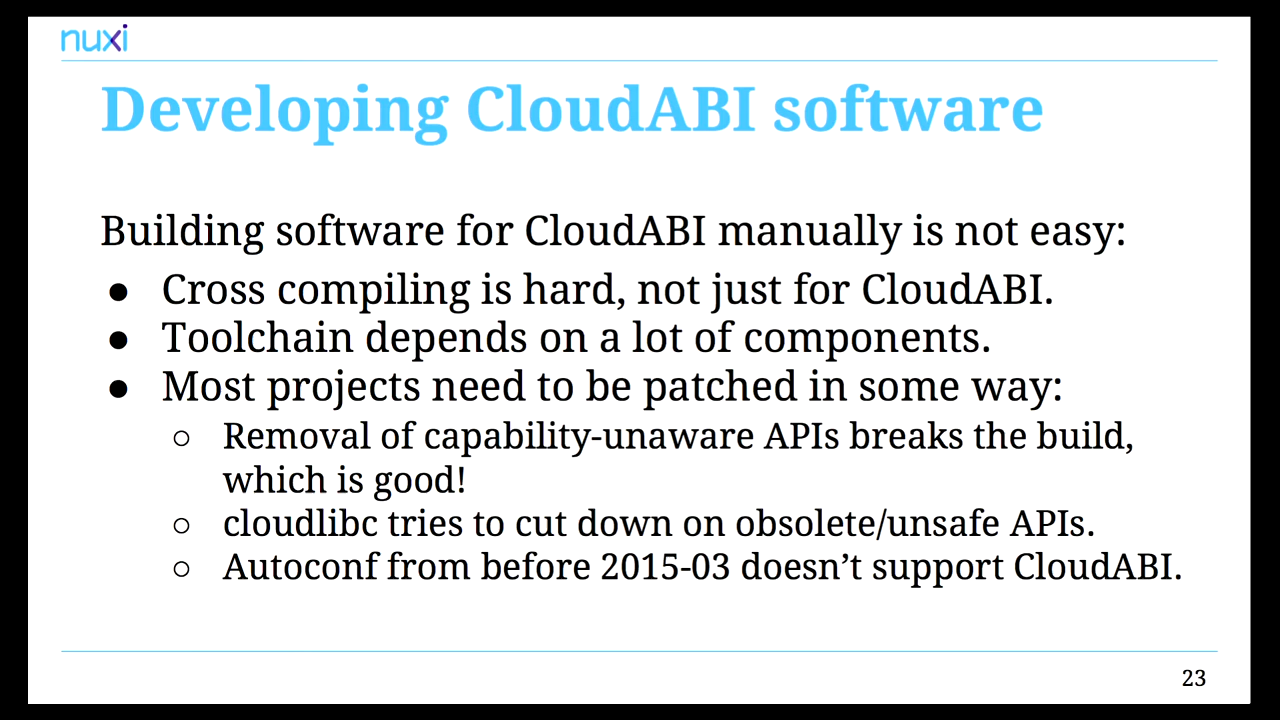 nuxi
Developing CloudABI software
Building software for CloudABI manually is not easy:
● Cross compiling is hard, not just for CloudABI.
● Toolchain depends on a lot of components.
● Most projects need to be patched in some way:
○ Removal of capability-unaware APIs breaks the build,
which is good!
○ cloudlibc tries to cut down on obsolete/unsafe APIs.
○ Autoconf from before 2015-03 doesn’t support CloudABI.
23